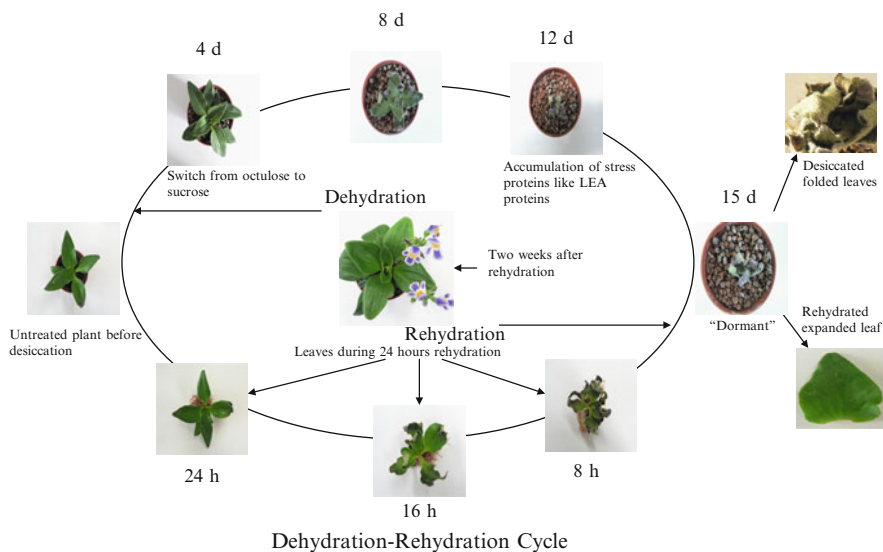 4 d
8 d
12 d
Switch from octulose to
sucrose
Accumulation of stress
proteins like LEA
proteins
Desiccated
folded leaves
15 d
Dehydration
Two weeks after
rehydration
Untreated plant before
desiccation
"Dormant"
Rehydrated
expanded leaf
Rehydration
Leaves during 24 hours rehydration
24 h
16 h
8 h
Dehydration-Rehydration Cycle